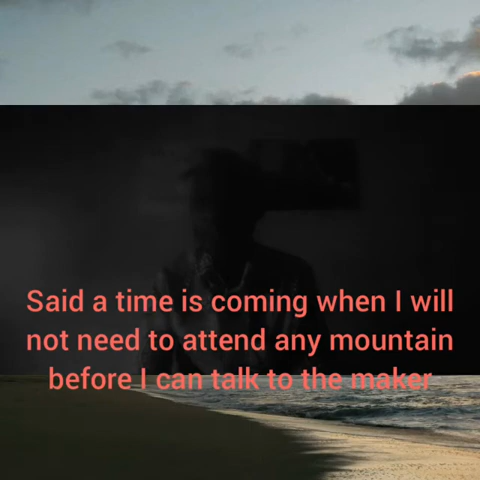 Said a time is coming when I will
not need to attend any mountain
before I can talk to the maker